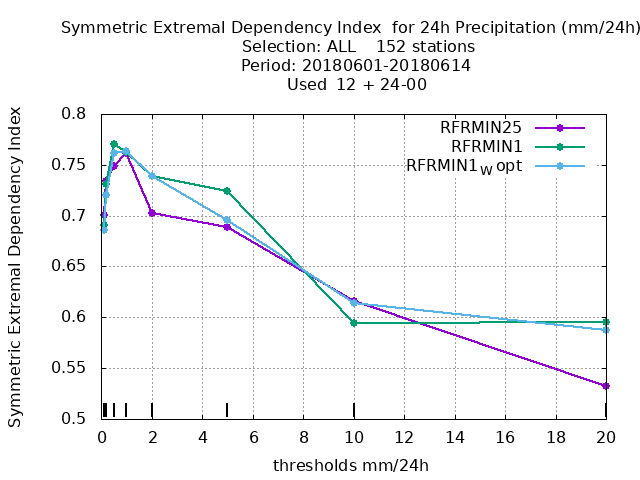 Symmetric Extremal Dependency Index  for 24h Precipitation (mm/24h)
Selection: ALL    152 stations
Period: 20180601-20180614
Used  12 + 24-00
Symmetric Extremal Dependency Index
0.8
0.75
0.7
0.65
0.6
0.55
0.5
RFRMIN25
RFRMIN1
RFRMIN1W opt
0 2 4 6 8 10 12 14 16 18 20
thresholds mm/24h